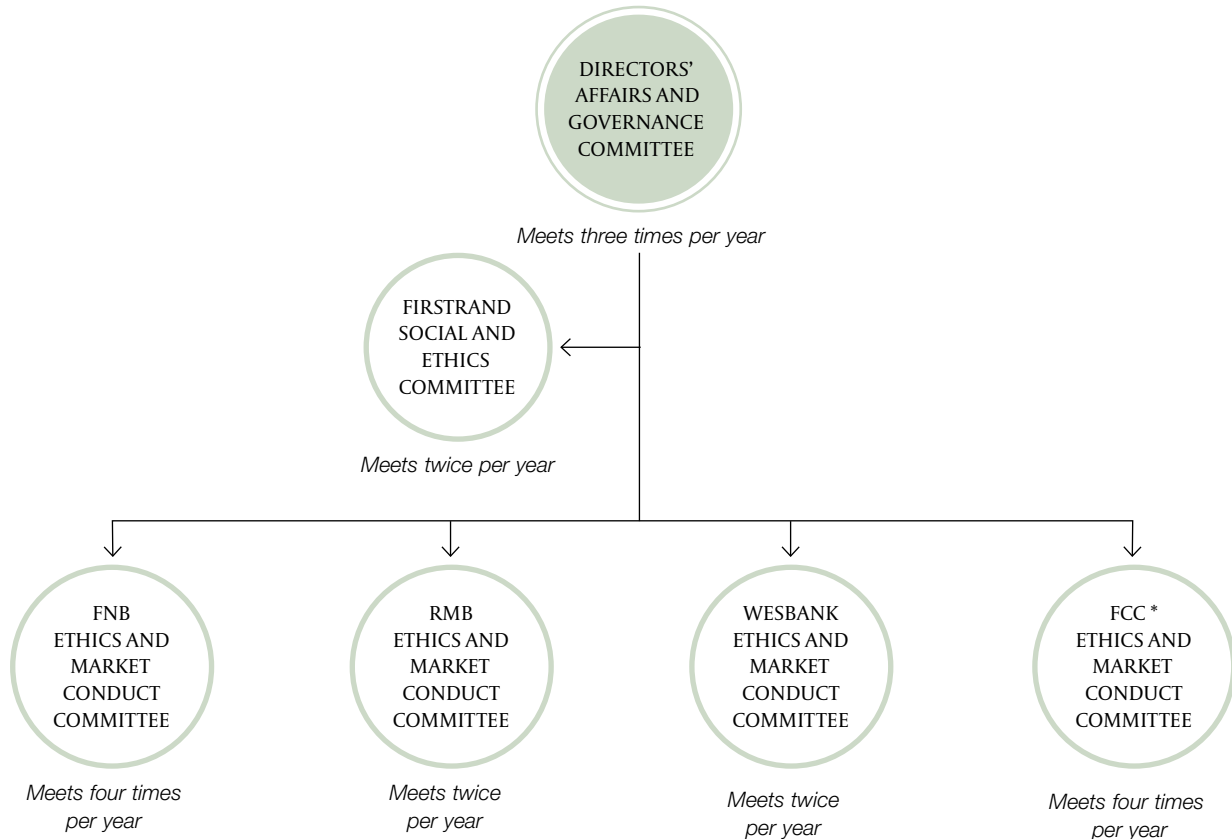 DIRECTORS'
AFFAIRS AND
GOVERNANCE
COMMITTEE
Meets three times per year
FIRSTRAND
SOCIAL AND
ETHICS
COMMITTEE
Meets twice per year
FNB
ETHICS AND
MARKET
CONDUCT
COMMITTEE
Meets four times
per year
RMB
ETHICS AND
MARKET
CONDUCT
COMMITTEE
Meets twice
per year
WESBANK
ETHICS AND
MARKET
CONDUCT
COMMITTEE
Meets twice
per year
FCC *
ETHICS AND
MARKET
CONDUCT
COMMITTEE
Meets four times
per year